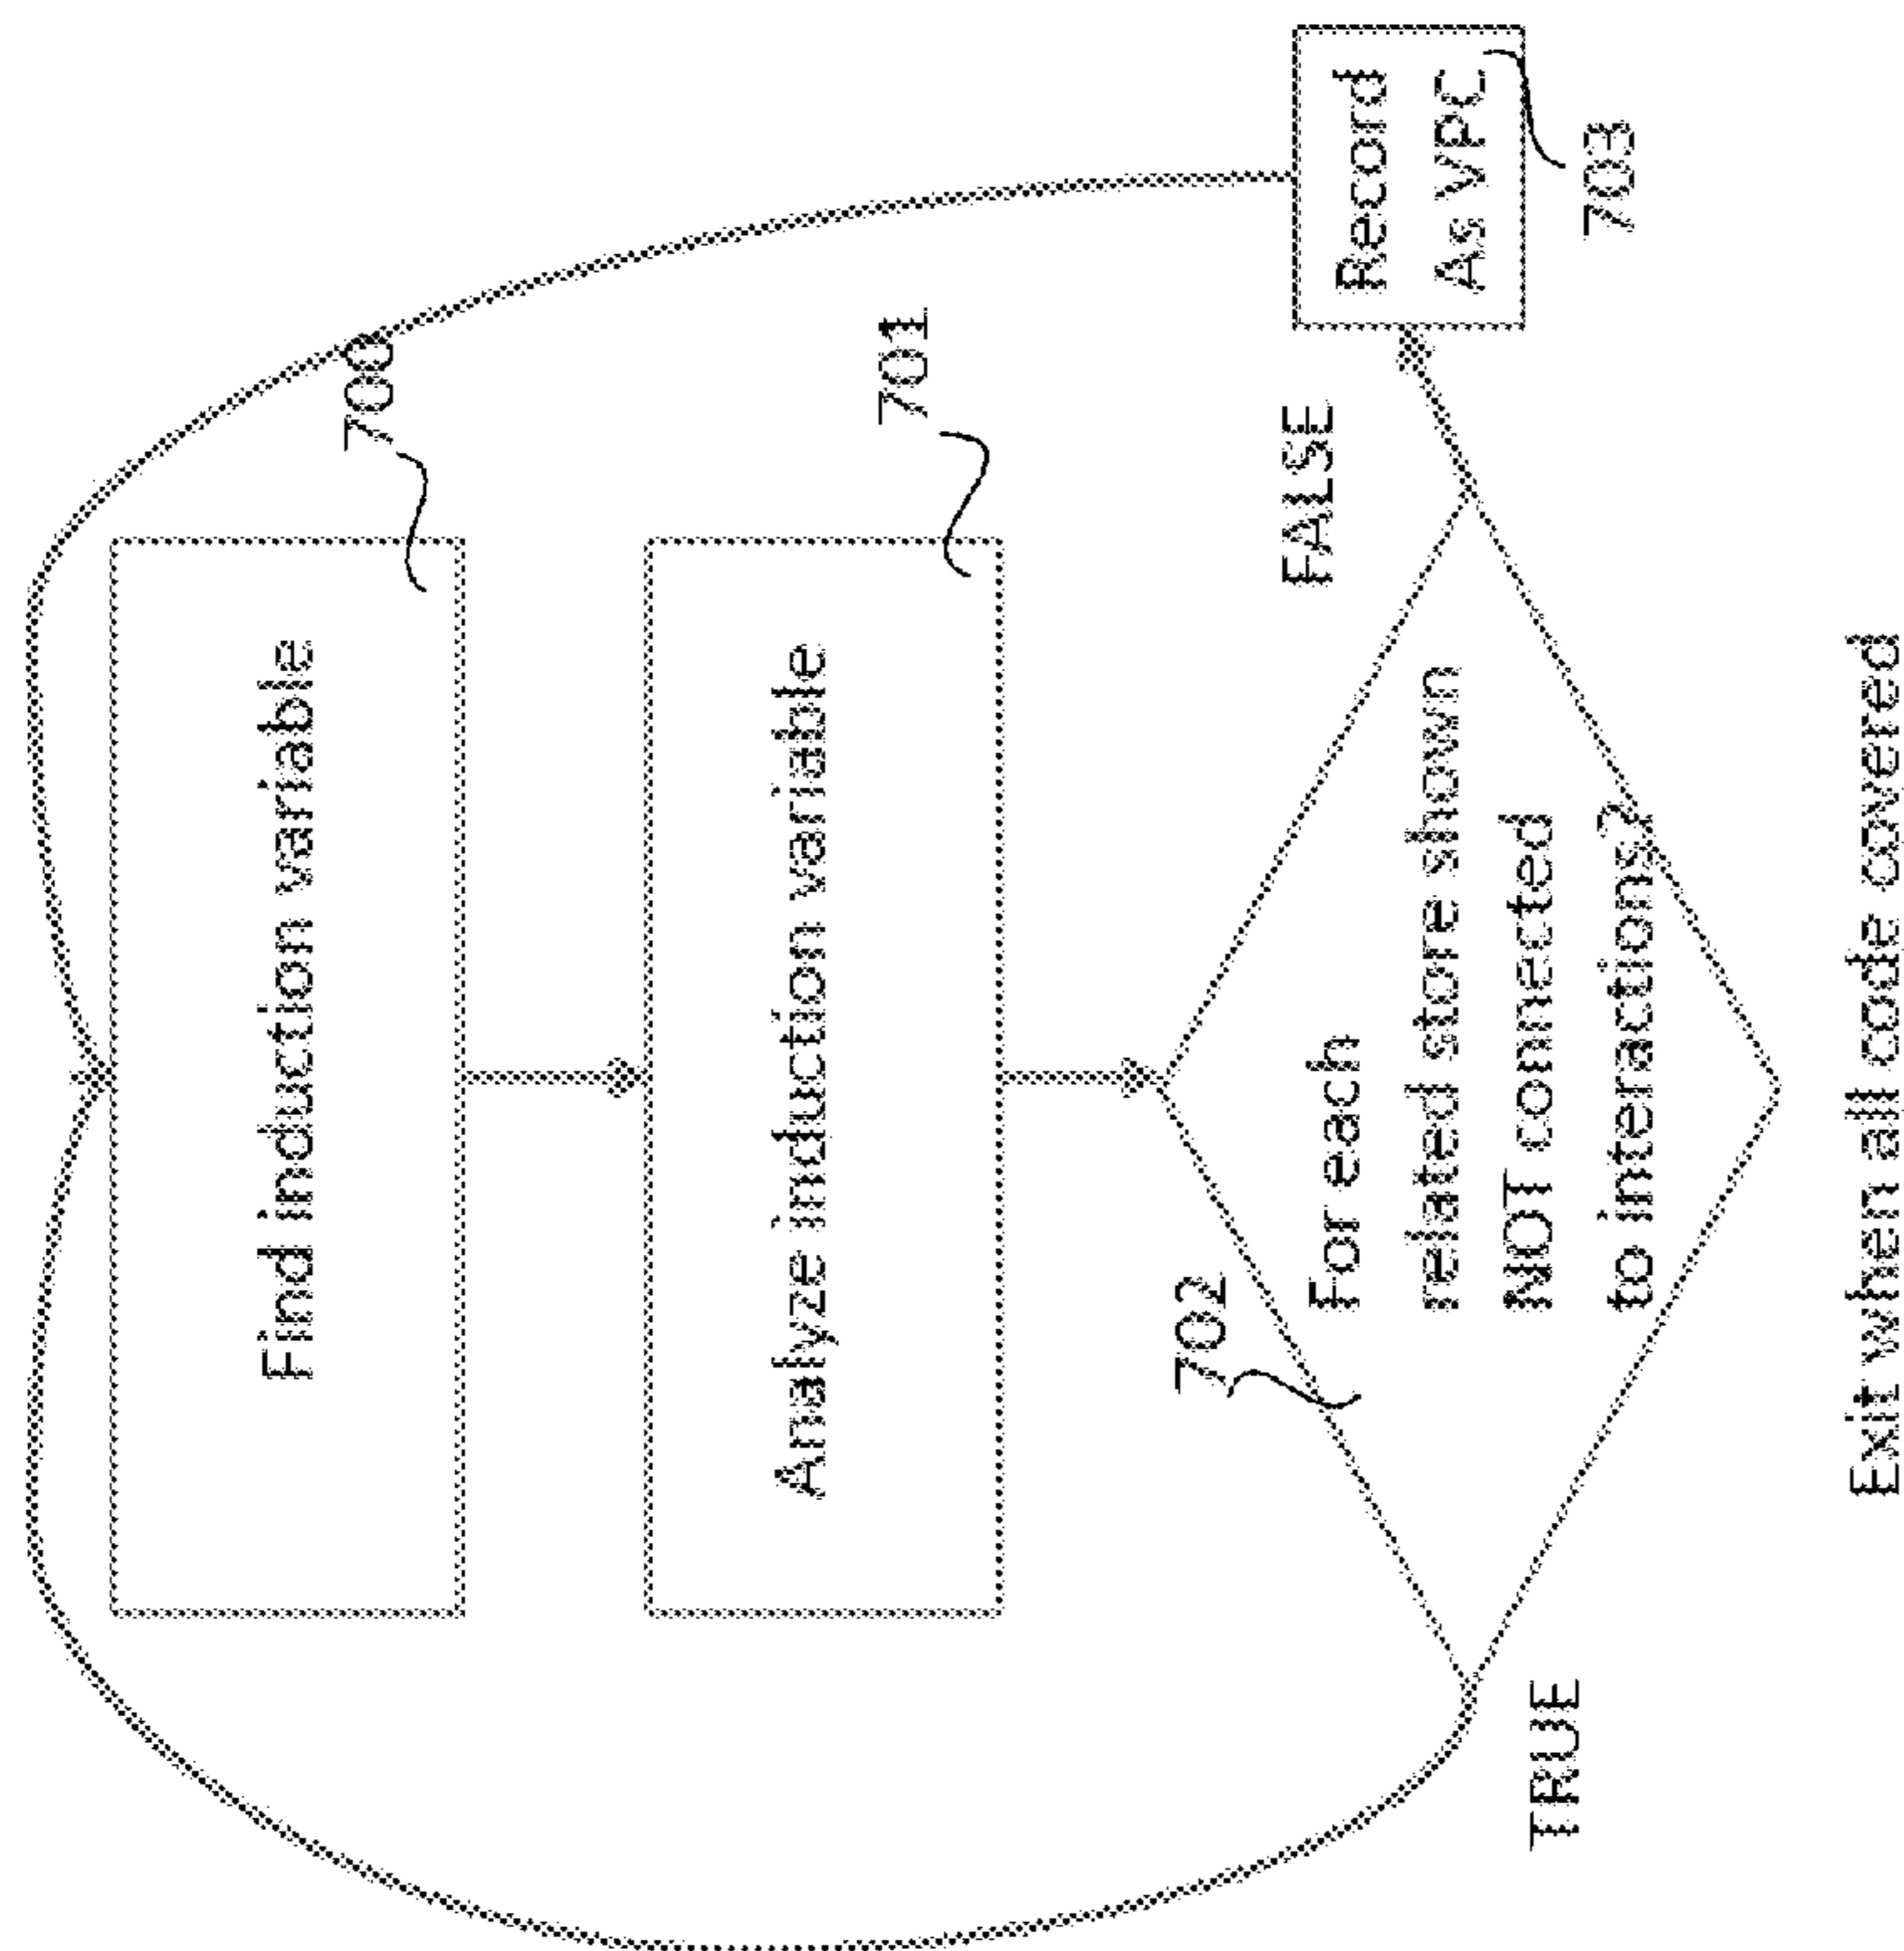 700
Find induction variable
701
Analyze induction variable
702
For each
related store shown
NOT connected
to interactions?
TRUE
FALSE
Record
As VPC
703
Exit when all code covered